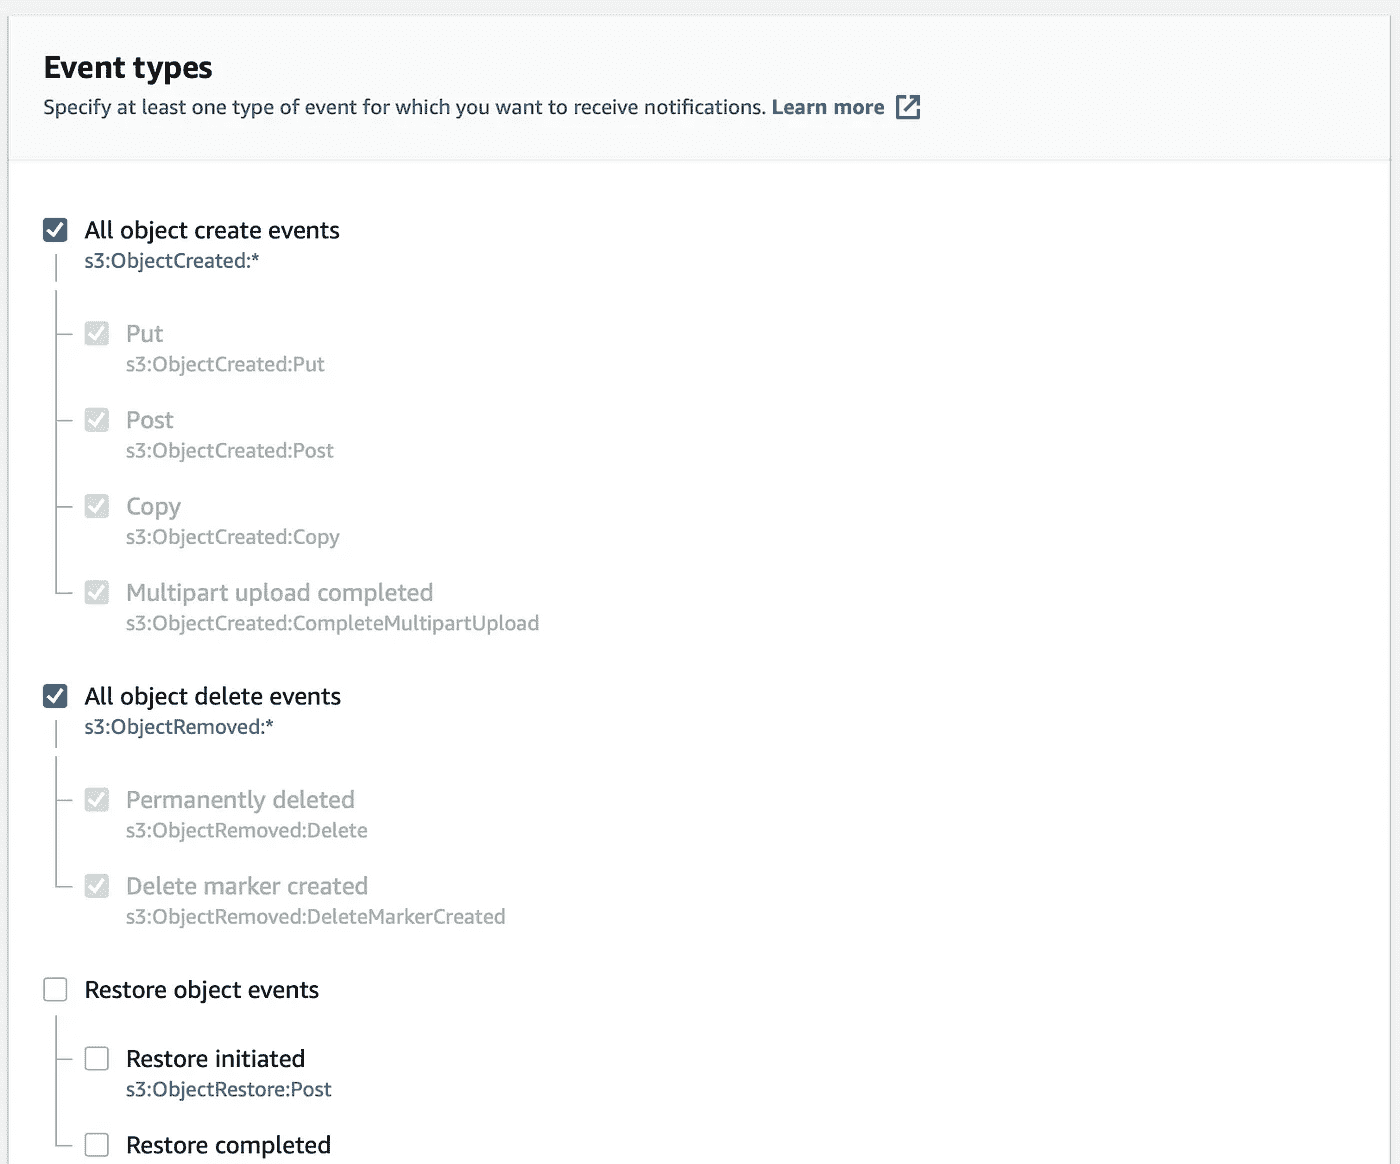 Event types
Specify at least one type of event for which you want to receive notifications. Learn more
All object create events
s3:ObjectCreated:*
Put
s3:ObjectCreated:Put
Post
s3:ObjectCreated:Post
Copy
s3:ObjectCreated:Copy
Multipart upload completed
s3:ObjectCreated:CompleteMultipartUpload
All object delete events
s3:ObjectRemoved:*
Permanently deleted
s3:ObjectRemoved:Delete
Delete marker created
s3:ObjectRemoved:DeleteMarkerCreated
Restore object events
Restore initiated
s3:ObjectRestore:Post
Restore completed